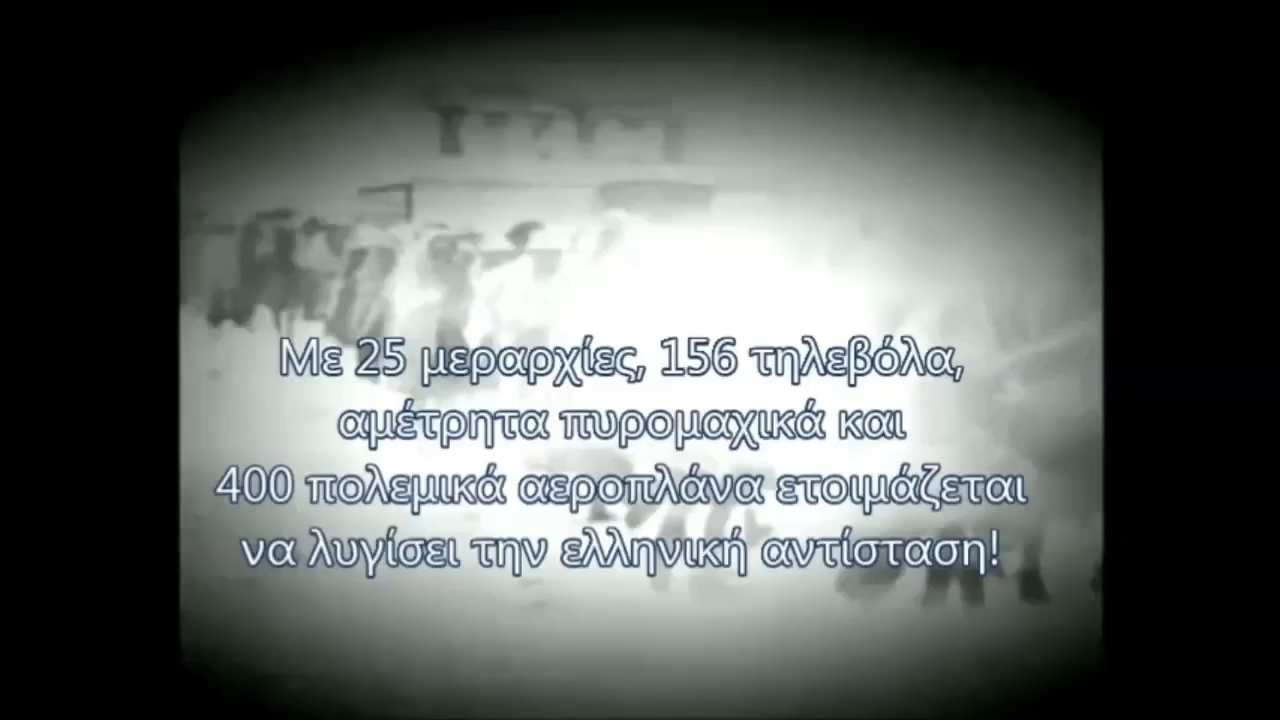 Με 25 μεραρχίες, 156 τηλεβόλα,
αμέτρητα πυρομαχικά και
400 πολεμικά αεροπλάνα ετοιμάζεται
να λυγίσει την ελληνική αντίσταση!